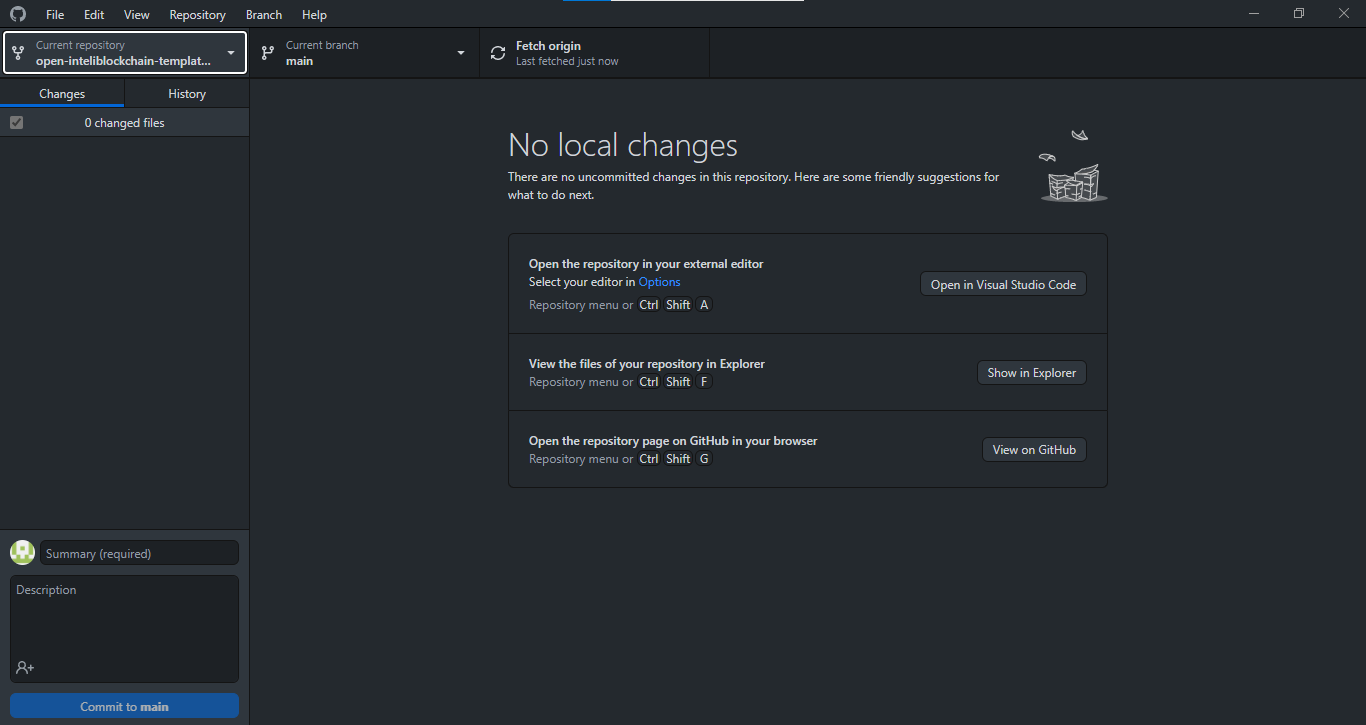 File Edit View Repository Branch Help
Current repository
open-inteliblockchain-templat...
Current branch
main
Fetch origin
Last fetched just now
Changes History
0 changed files
No local changes
There are no uncommitted changes in this repository. Here are some friendly suggestions for
what to do next.
Open the repository in your external editor
Select your editor in Options
Repository menu or Ctrl Shift A
Open in Visual Studio Code
View the files of your repository in Explorer
Repository menu or Ctrl Shift F
Show in Explorer
Open the repository page on GitHub in your browser
Repository menu or Ctrl Shift G
View on GitHub
Summary (required)
Description
Commit to main